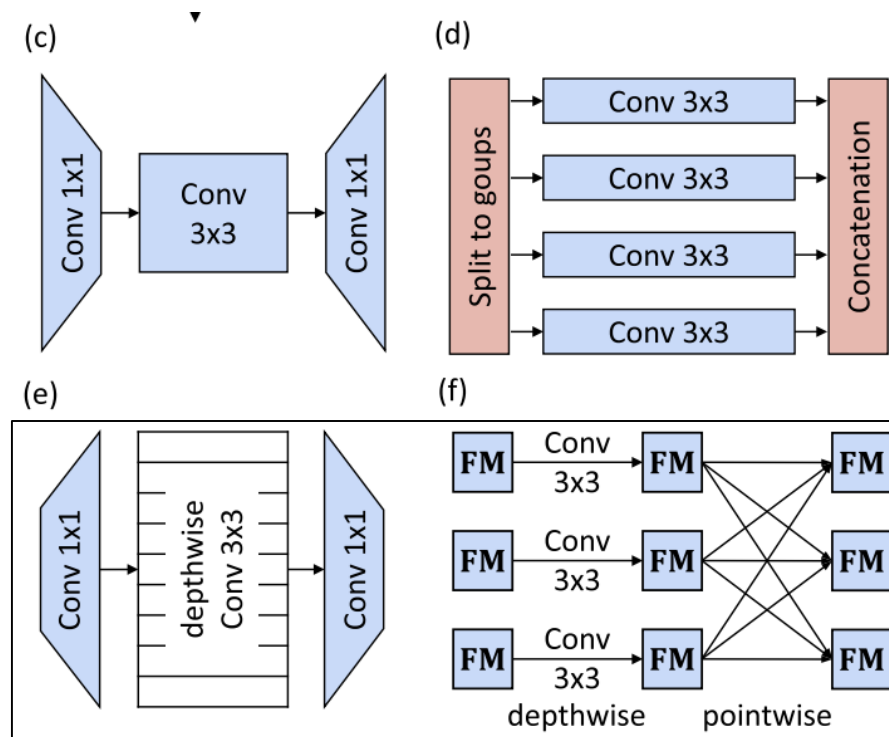 (c)
Conv 1x1
Conv
3x3
Conv 1x1
(d)
Split to goups
Conv 3x3
Conv 3x3
Conv 3x3
Conv 3x3
Concatenation
(e)
Conv 1x1
depthwise
Conv 3x3
Conv 1x1
(f)
FM
Conv
3x3
FM
FM
FM
Conv
3x3
FM
FM
FM
Conv
3x3
FM
FM
depthwise
pointwise